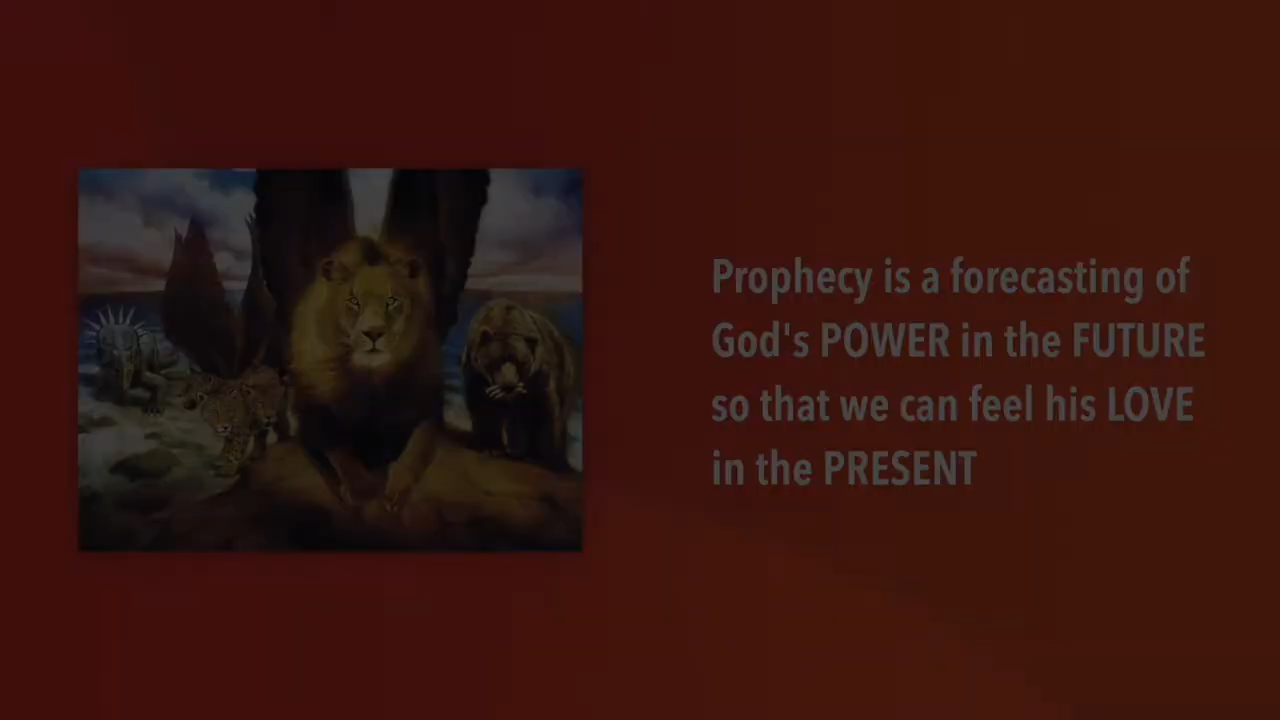 Prophecy is a forecasting of
God's POWER in the FUTURE
so that we can feel his LOVE
in the PRESENT